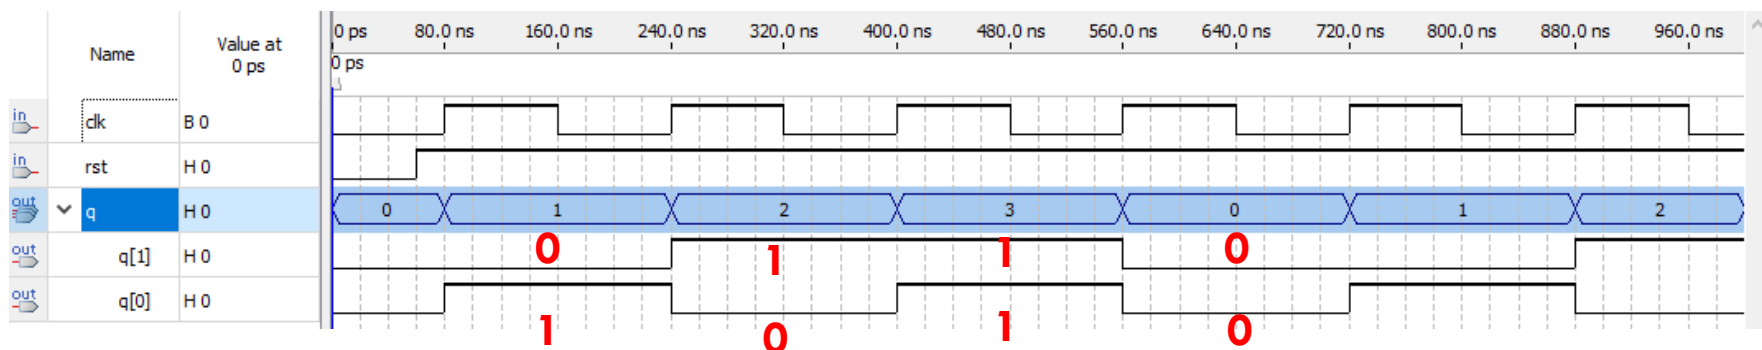 Name Value at 0 ps
0 ps 80.0 ns 160.0 ns 240.0 ns 320.0 ns 400.0 ns 480.0 ns 560.0 ns 640.0 ns 720.0 ns 800.0 ns 880.0 ns 960.0 ns
0 ps
in clk B 0
in rst H 0
out q H 0 0 1 2 3 0 1 2
out q[1] H 0 0 1 1 0
out q[0] H 0
1 0 1 0